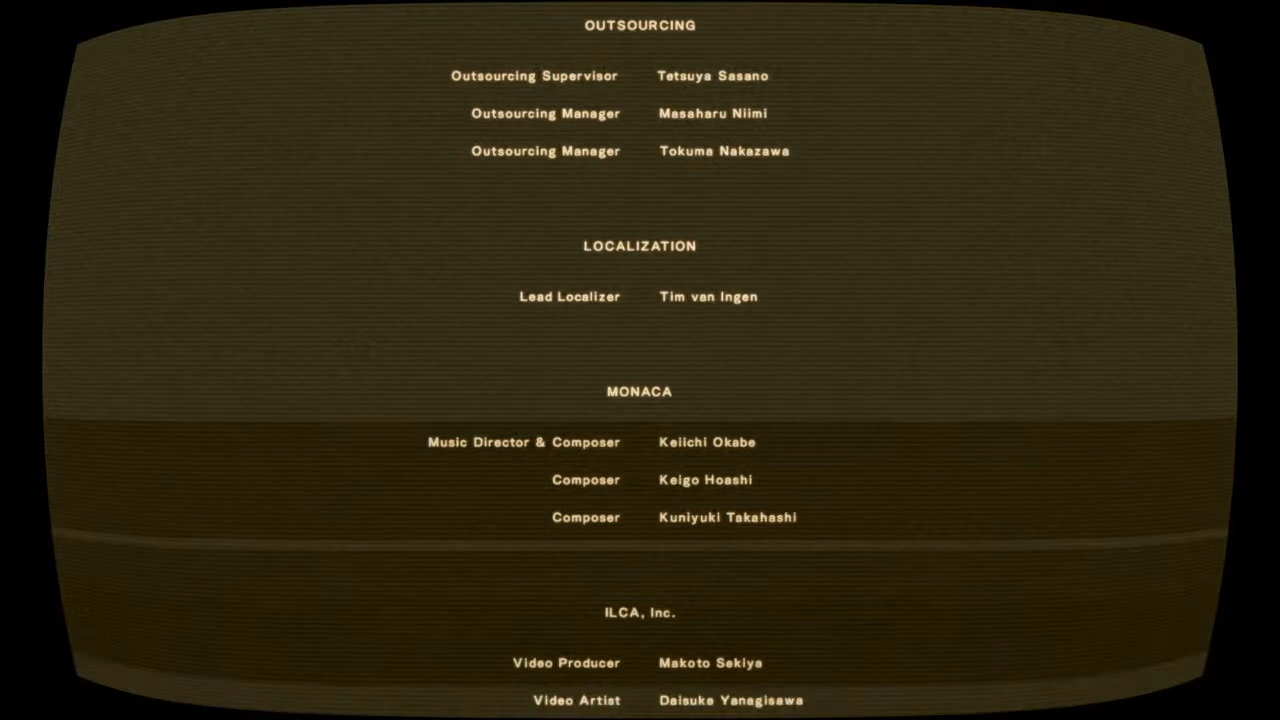 OUTSOURCING
Outsourcing Supervisor Tetsuya Sasano
Outsourcing Manager Masaharu Niimi
Outsourcing Manager Tokuma Nakazawa
LOCALIZATION
Lead Localizer Tim van Ingen
MONACA
Music Director & Composer Keiichi Okabe
Composer Keigo Hoashi
Composer Kuniyuki Takahashi
ILCA, Inc.
Video Producer Makoto Sekiya
Video Artist Daisuke Yanagisawa